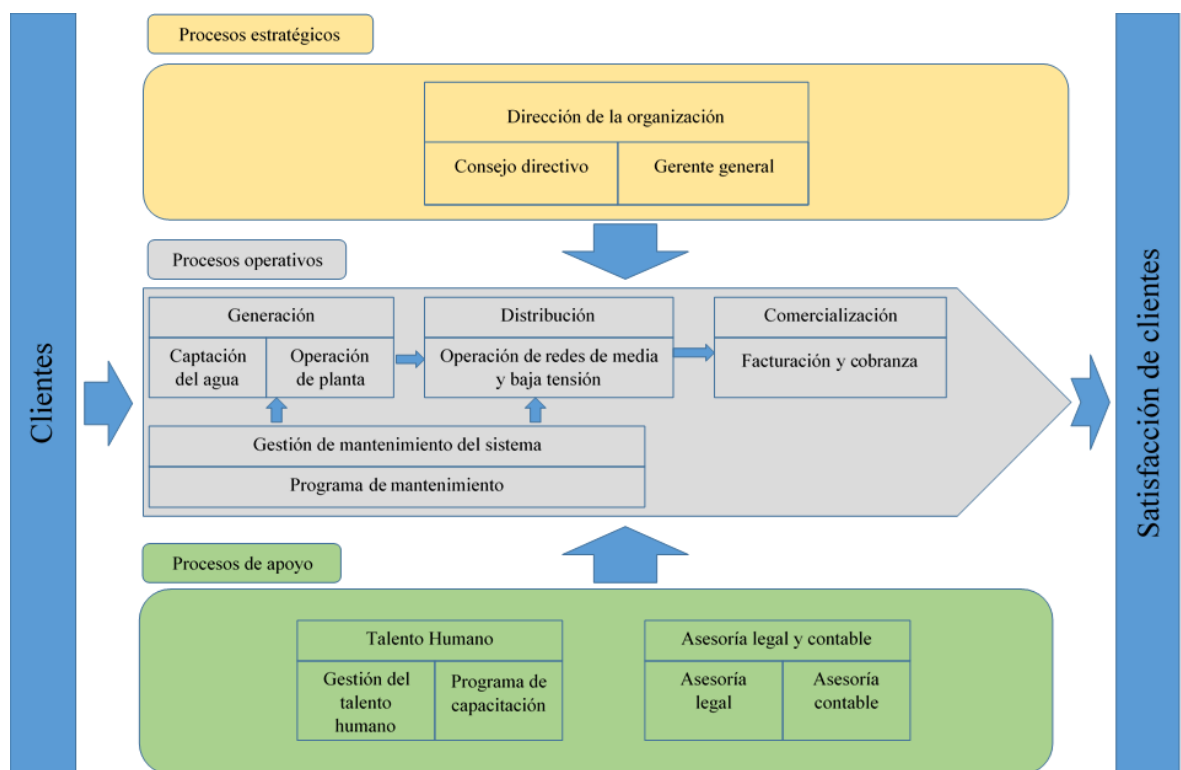 Clientes
Procesos estratégicos
Dirección de la organización
Consejo directivo
Gerente general
Procesos operativos
Generación
Captación
del agua
Operación
de planta
Distribución
Operación de redes de media
y baja tensión
Comercialización
Facturación y cobranza
Gestión de mantenimiento del sistema
Programa de mantenimiento
Procesos de apoyo
Talento Humano
Gestión del
talento
humano
Programa de
capacitación
Asesoría legal y contable
Asesoría
legal
Asesoría
contable
Satisfacción de clientes